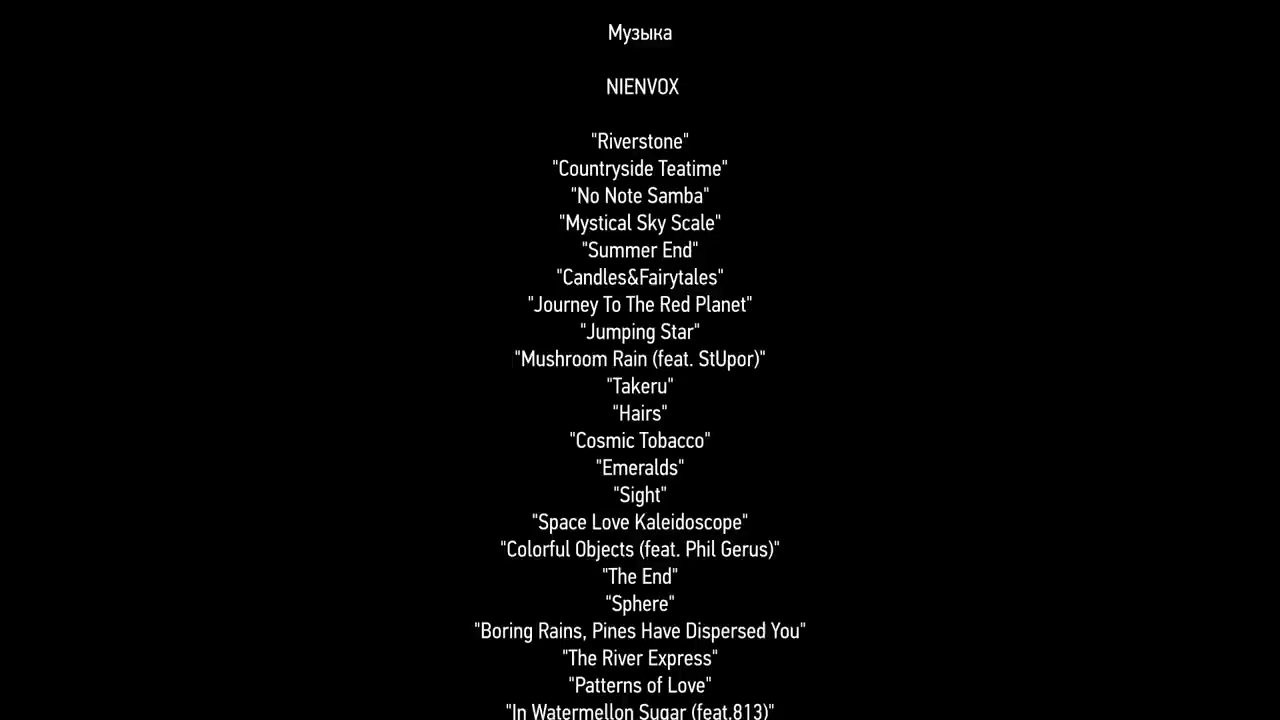 Музыка
NIENVOX
"Riverstone"
"Countryside Teatime"
"No Note Samba"
"Mystical Sky Scale"
"Summer End"
"Candles&Fairytales"
"Journey To The Red Planet"
"Jumping Star"
"Mushroom Rain (feat. StUpor)"
"Takeru"
"Hairs"
"Cosmic Tobacco"
"Emeralds"
"Sight"
"Space Love Kaleidoscope"
"Colorful Objects (feat. Phil Gerus)"
"The End"
"Sphere"
"Boring Rains, Pines Have Dispersed You"
"The River Express"
"Patterns of Love"
"In Watermellon Sugar (feat.813)"